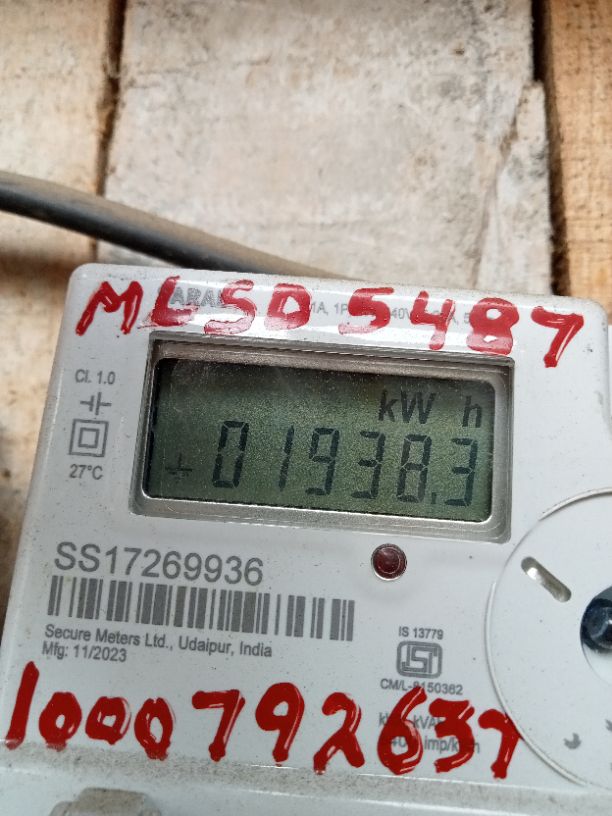 MLSD 5487
Cl. 1.0
27°C
kW h
01938.3
SS17269936
Secure Meters Ltd., Udaipur, India
Mfg: 11/2023
IS 13779
CM/L-9150362
1000792637